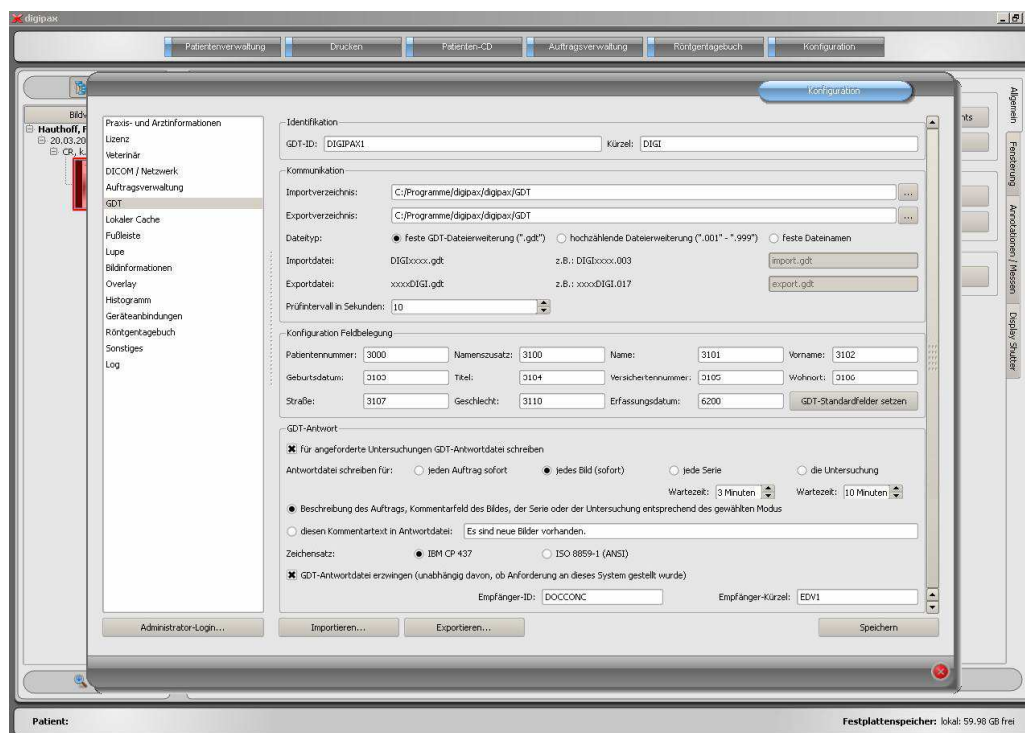 digipax
Patientenverwaltung Drucken Patienten-CD Auftragsverwaltung Röntgentagebuch Konfiguration
Konfiguration
Hauthoff,
CR,
Allgemein
Fensterung
Annotationen / Messen
Display Shutter
Praxis- und Arztinformationen
Lizenz
Veterinär
DICOM / Netzwerk
Auftragsverwaltung
GDT
Lokaler Cache
Fußleiste
Lupe
Bildinformationen
Overlay
Histogramm
Geräteanbindungen
Röntgentagebuch
Sonstiges
Log
Identifikation
GDT-ID: DIGIPAX1 Kürzel: DIGI
Kommunikation
Importverzeichnis: C:/Programme/digipax/digipax/GDT ...
Exportverzeichnis: C:/Programme/digipax/digipax/GDT ...
Dateityp: feste GDT-Dateierweiterung (".gdt") hochzählende Dateierweiterung (".001" - ".999") feste Dateinamen
Importdatei: DIGIxxxx.gdt z.B.: DIGIxxxx.003 import.gdt
Exportdatei: xxxxDIGI.gdt z.B.: xxxxDIGI.017 export.gdt
Prüfintervall in Sekunden: 10
Konfiguration Feldbelegung
Patientennummer: 3000 Namenszusatz: 3100 Name: 3101 Vorname: 3102
Geburtsdatum: 3103 Titel: 3104 Versichertennummer: 3105 Wohnort: 3106
Straße: 3107 Geschlecht: 3110 Erfassungsdatum: 6200 GDT-Standardfelder setzen
GDT-Antwort
für angeforderte Untersuchungen GDT-Antwortdatei schreiben
Antwortdatei schreiben für: jeden Auftrag sofort jedes Bild (sofort) jede Serie die Untersuchung
Wartezeit: 3 Minuten Wartezeit: 10 Minuten
Beschreibung des Auftrags, Kommentarfeld des Bildes, der Serie oder der Untersuchung entsprechend des gewählten Modus
diesen Kommentartext in Antwortdatei: Es sind neue Bilder vorhanden.
Zeichensatz: IBM CP 437 ISO 8859-1 (ANSI)
GDT-Antwortdatei erzwingen (unabhängig davon, ob Anforderung an dieses System gestellt wurde)
Empfänger-ID: DOCCONC Empfänger-Kürzel: EDV1
Administrator-Login... Importieren... Exportieren... Speichern
Patient: Festplattenspeicher: lokal: 59.98 GB frei